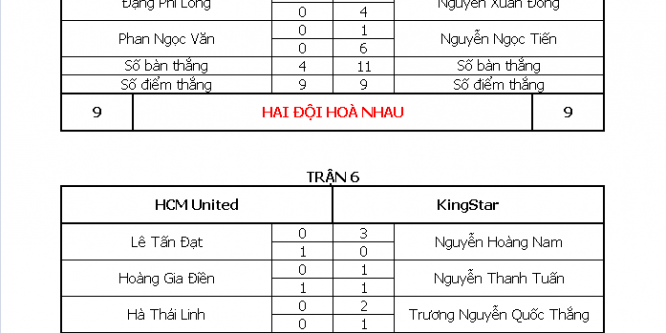 Đặng Phi Long Nguyễn Xuân Đông
0 4
0 1
Phan Ngọc Văn Nguyễn Ngọc Tiến
0 6
Số bàn thắng 4 11 Số bàn thắng
Số điểm thắng 9 9 Số điểm thắng
9 HAI ĐỘI HOÀ NHAU 9
TRẬN 6
HCM United KingStar
0 3
Lê Tấn Đạt Nguyễn Hoàng Nam
1 0
0 1
Hoàng Gia Điền Nguyễn Thanh Tuấn
1 1
0 2
Hà Thái Linh Trương Nguyễn Quốc Thắng
0 1